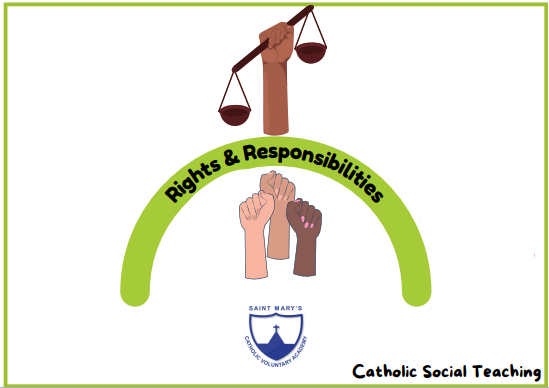 Rights & Responsibilities
SAINT MARY'S
CATHOLIC VOLUNTARY ACADEMY
Catholic Social Teaching